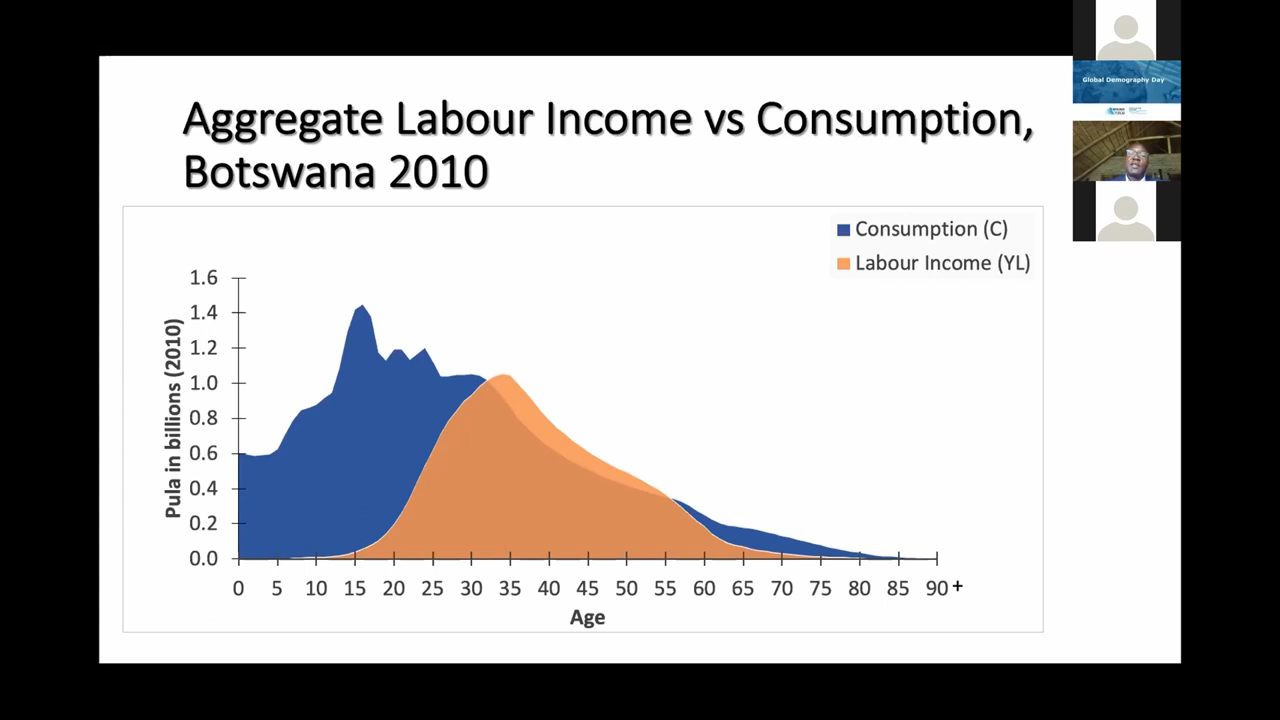 Aggregate Labour Income vs Consumption,
Botswana 2010
Global Demography Day
Consumption (C)
Labour Income (YL)
Pula in billions (2010)
1.6
1.4
1.2
1.0
0.8
0.6
0.4
0.2
0.0
0 5 10 15 20 25 30 35 40 45 50 55 60 65 70 75 80 85 90 +
Age